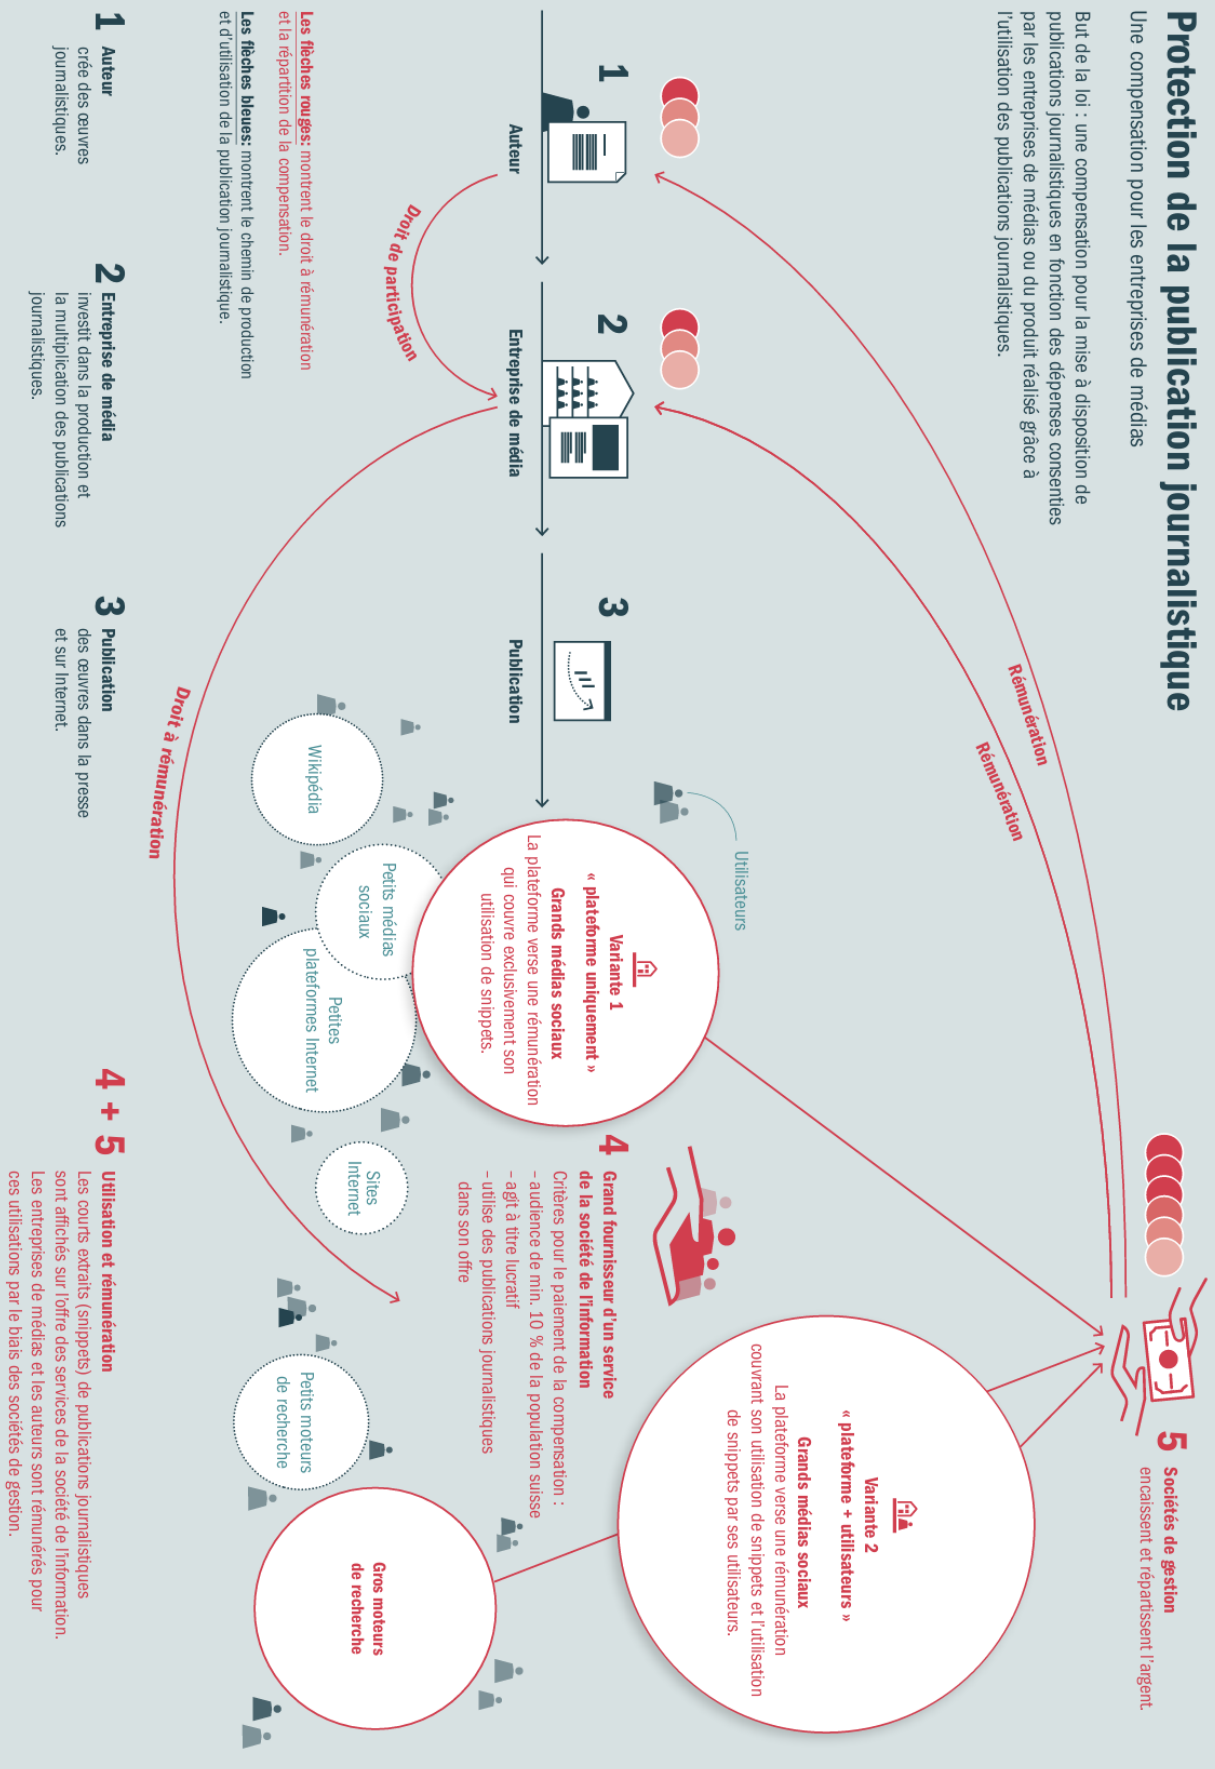 Protection de la publication journalistique
Une compensation pour les entreprises de médias
But de la loi : une compensation pour la mise à disposition de
publications journalistiques en fonction des dépenses consenties
par les entreprises de médias ou du produit réalisé grâce à
l'utilisation des publications journalistiques.
Rémunération
Rémunération
5
Sociétés de gestion
encaissent et répartissent l'argent.
1
Auteur
2
Entreprise de média
3
Publication
Droit de participation
Droit à rémunération
Utilisateurs
Variante 1
« plateforme uniquement »
Grands médias sociaux
La plateforme verse une rémunération
qui couvre exclusivement son
utilisation de snippets.
Variante 2
« plateforme + utilisateurs »
Grands médias sociaux
La plateforme verse une rémunération
couvrant son utilisation de snippets et l'utilisation
de snippets par ses utilisateurs.
4
Grand fournisseur d'un service
de la société de l'information
Critères pour le paiement de la compensation :
– audience de min. 10 % de la population suisse
– agit à titre lucratif
– utilise des publications journalistiques
dans son offre
Wikipédia
Petits médias
sociaux
Petites
plateformes Internet
Sites
Internet
Petits moteurs
de recherche
Gros moteurs
de recherche
Les flèches rouges: montrent le droit à rémunération
et la répartition de la compensation.
Les flèches bleues: montrent le chemin de production
et d'utilisation de la publication journalistique.
1
Auteur
crée des œuvres
journalistiques.
2
Entreprise de média
investit dans la production et
la multiplication des publications
journalistiques.
3
Publication
des œuvres dans la presse
et sur Internet.
4 + 5
Utilisation et rémunération
Les courts extraits (snippets) de publications journalistiques
sont affichés sur l'offre des services de la société de l'information.
Les entreprises de médias et les auteurs sont rémunérés pour
ces utilisations par le biais des sociétés de gestion.